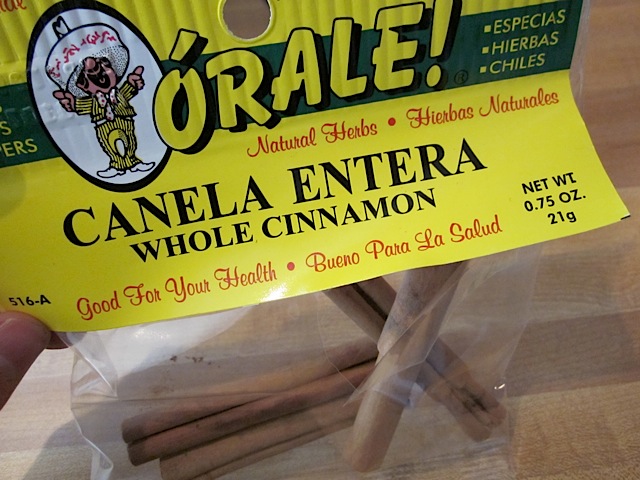 ÓRALE!®
▪ESPECIAS
▪HIERBAS
▪CHILES
Natural Herbs • Hierbas Naturales
CANELA ENTERA
WHOLE CINNAMON
NET WT.
0.75 OZ.
21g
Good For Your Health • Bueno Para La Salud
516-A